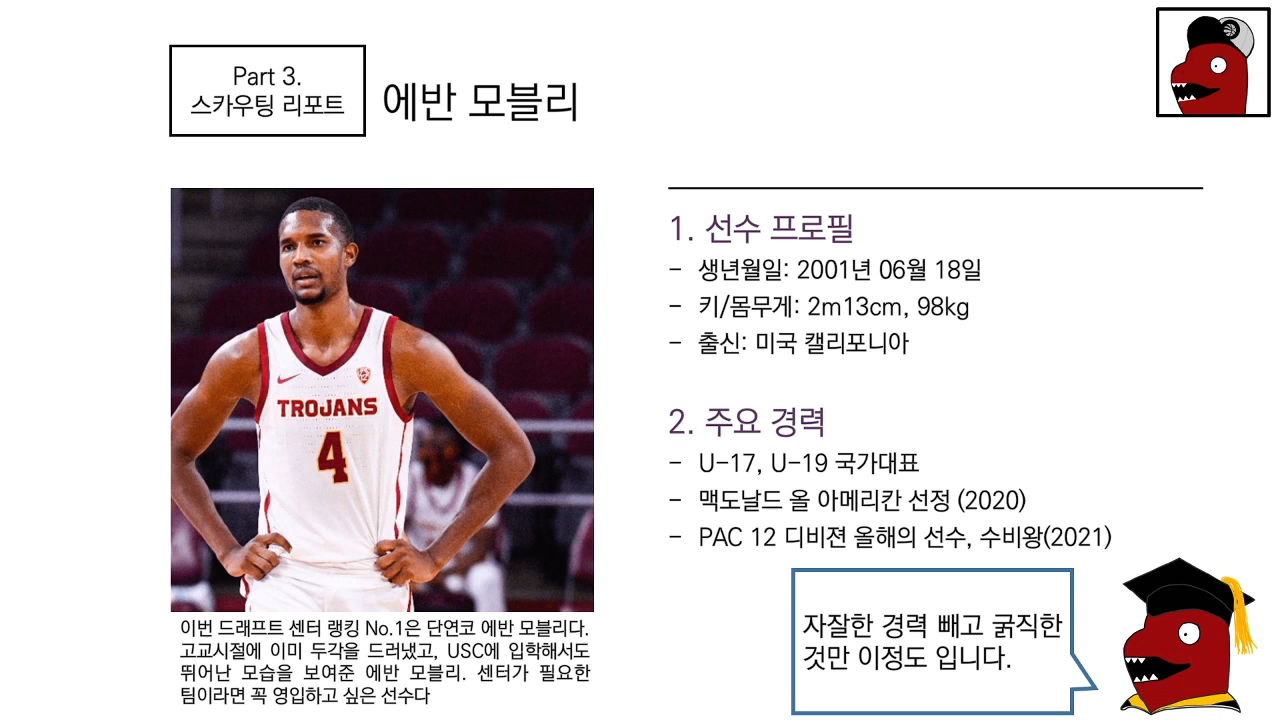 Part 3.
스카우팅 리포트
에반 모블리
TROJANS
4
이번 드래프트 센터 랭킹 No.1은 단연코 에반 모블리다.
고교시절에 이미 두각을 드러냈고, USC에 입학해서도
뛰어난 모습을 보여준 에반 모블리. 센터가 필요한
팀이라면 꼭 영입하고 싶은 선수다
1. 선수 프로필
- 생년월일: 2001년 06월 18일
- 키/몸무게: 2m13cm, 98kg
- 출신: 미국 캘리포니아
2. 주요 경력
- U-17, U-19 국가대표
- 맥도날드 올 아메리칸 선정 (2020)
- PAC 12 디비젼 올해의 선수, 수비왕(2021)
자잘한 경력 빼고 굵직한
것만 이정도 입니다.